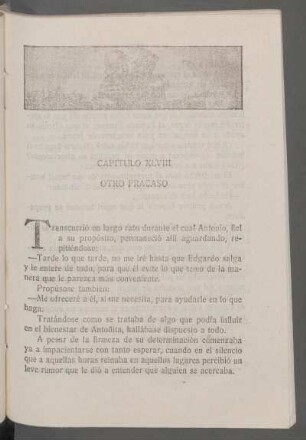 CAPITULO XLVIII
OTRO FRACASO
Transcurrió un largo rato durante el cual Antonio, fiel
a su propósito, permaneció allí aguardando, re-
pitiéndose:
—Tarde lo que tarde, no me iré hasta que Edgardo salga
y le entere de todo, para que él evite lo que tema de la ma-
nera que le parezca más conveniente.
Propúsose también:
—Me ofreceré a él, si me necesita, para ayudarle en lo que
haga.
Tratándose como se trataba de algo que podía influir
en el bienestar de Antoñita, hallábase dispuesto a todo.
A pesar de la firmeza de su determinación comenzaba
ya a impacientarse con tanto esperar, cuando en el silencio
que a aquellas horas reinaba en aquellos lugares percibió un
leve rumor que le dió a entender que alguien se acercaba.